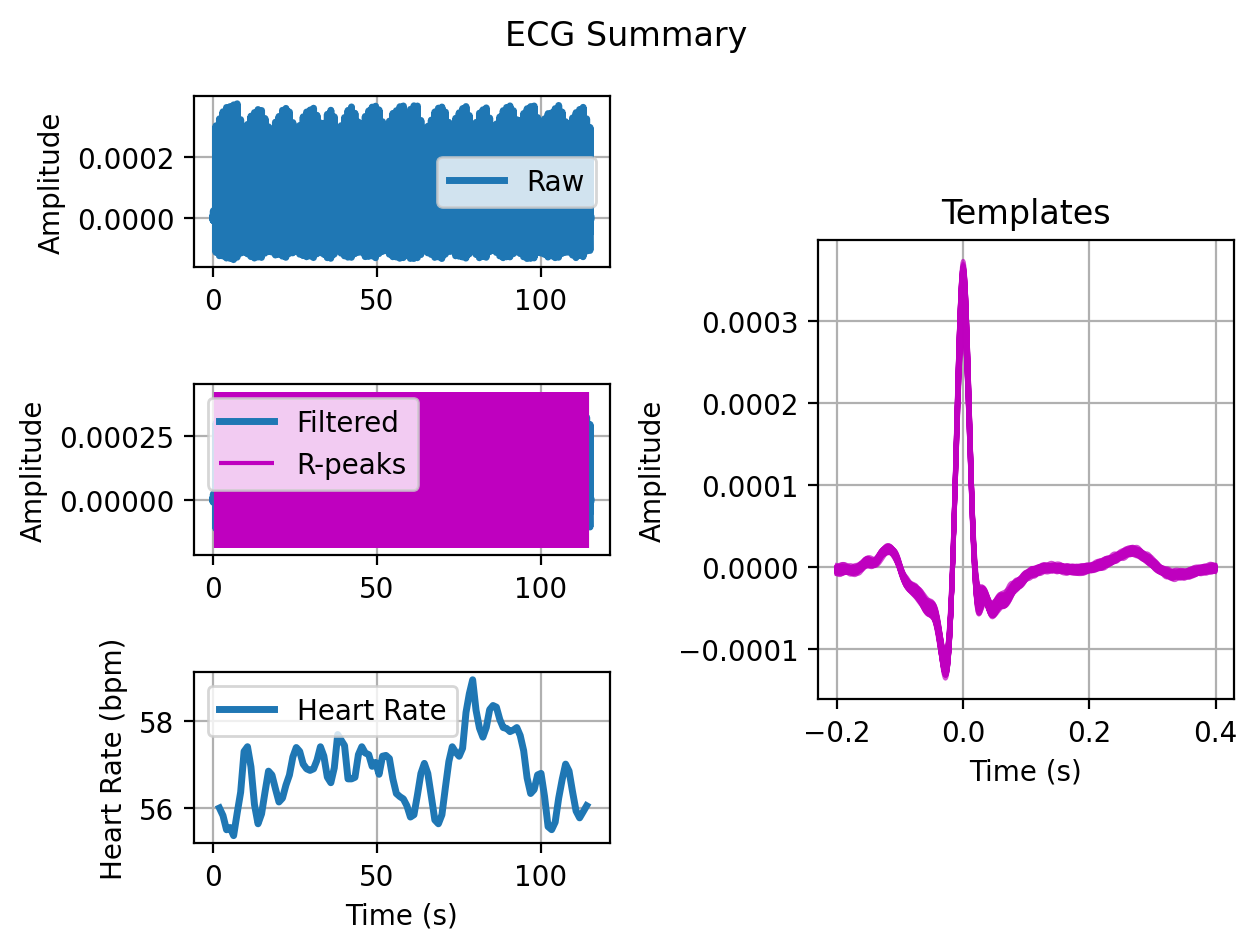 ECG Summary
Amplitude
0.0002
0.0000
Raw
0
50
100
Amplitude
0.00025
0.00000
Filtered
R-peaks
0
50
100
Heart Rate (bpm)
58
56
Heart Rate
0
50
100
Time (s)
Templates
Amplitude
0.0003
0.0002
0.0001
0.0000
−0.0001
−0.2
0.0
0.2
0.4
Time (s)